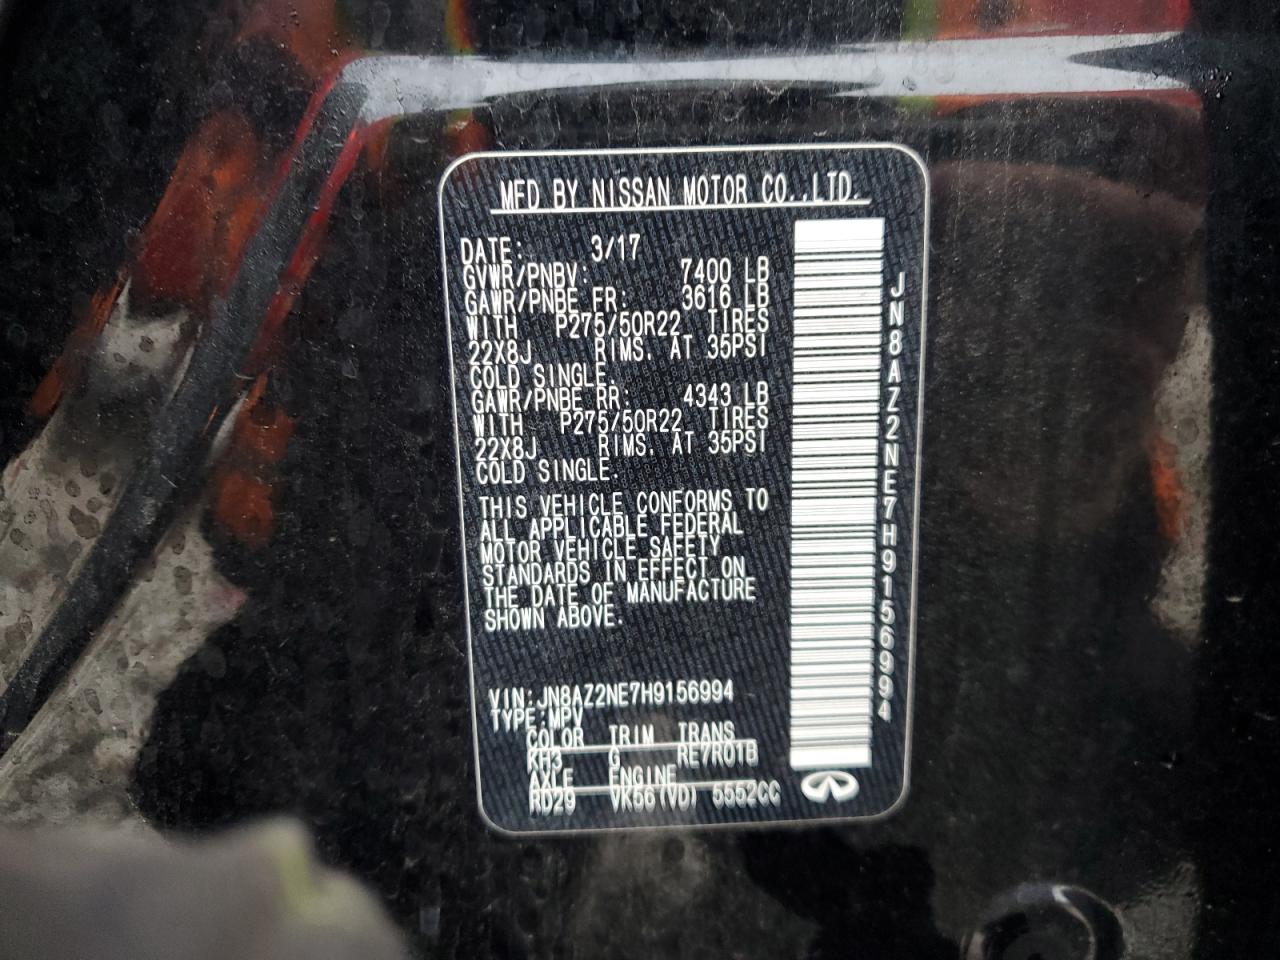 MFD BY NISSAN MOTOR CO.,LTD.
DATE: 3/17
GVWR/PNBV: 7400 LB
GAWR/PNBE FR: 3616 LB
WITH P275/50R22 TIRES
22X8J RIMS. AT 35PSI
COLD SINGLE.
GAWR/PNBE RR: 4343 LB
WITH P275/50R22 TIRES
22X8J RIMS. AT 35PSI
COLD SINGLE.
THIS VEHICLE CONFORMS TO
ALL APPLICABLE FEDERAL
MOTOR VEHICLE SAFETY
STANDARDS IN EFFECT ON
THE DATE OF MANUFACTURE
SHOWN ABOVE.
VIN:JN8AZ2NE7H9156994
TYPE:MPV
COLOR TRIM TRANS
KH3 G RE7R01B
AXLE ENGINE
RD29 VK56(VD) 5552CC
JN8AZ2NE7H9156994